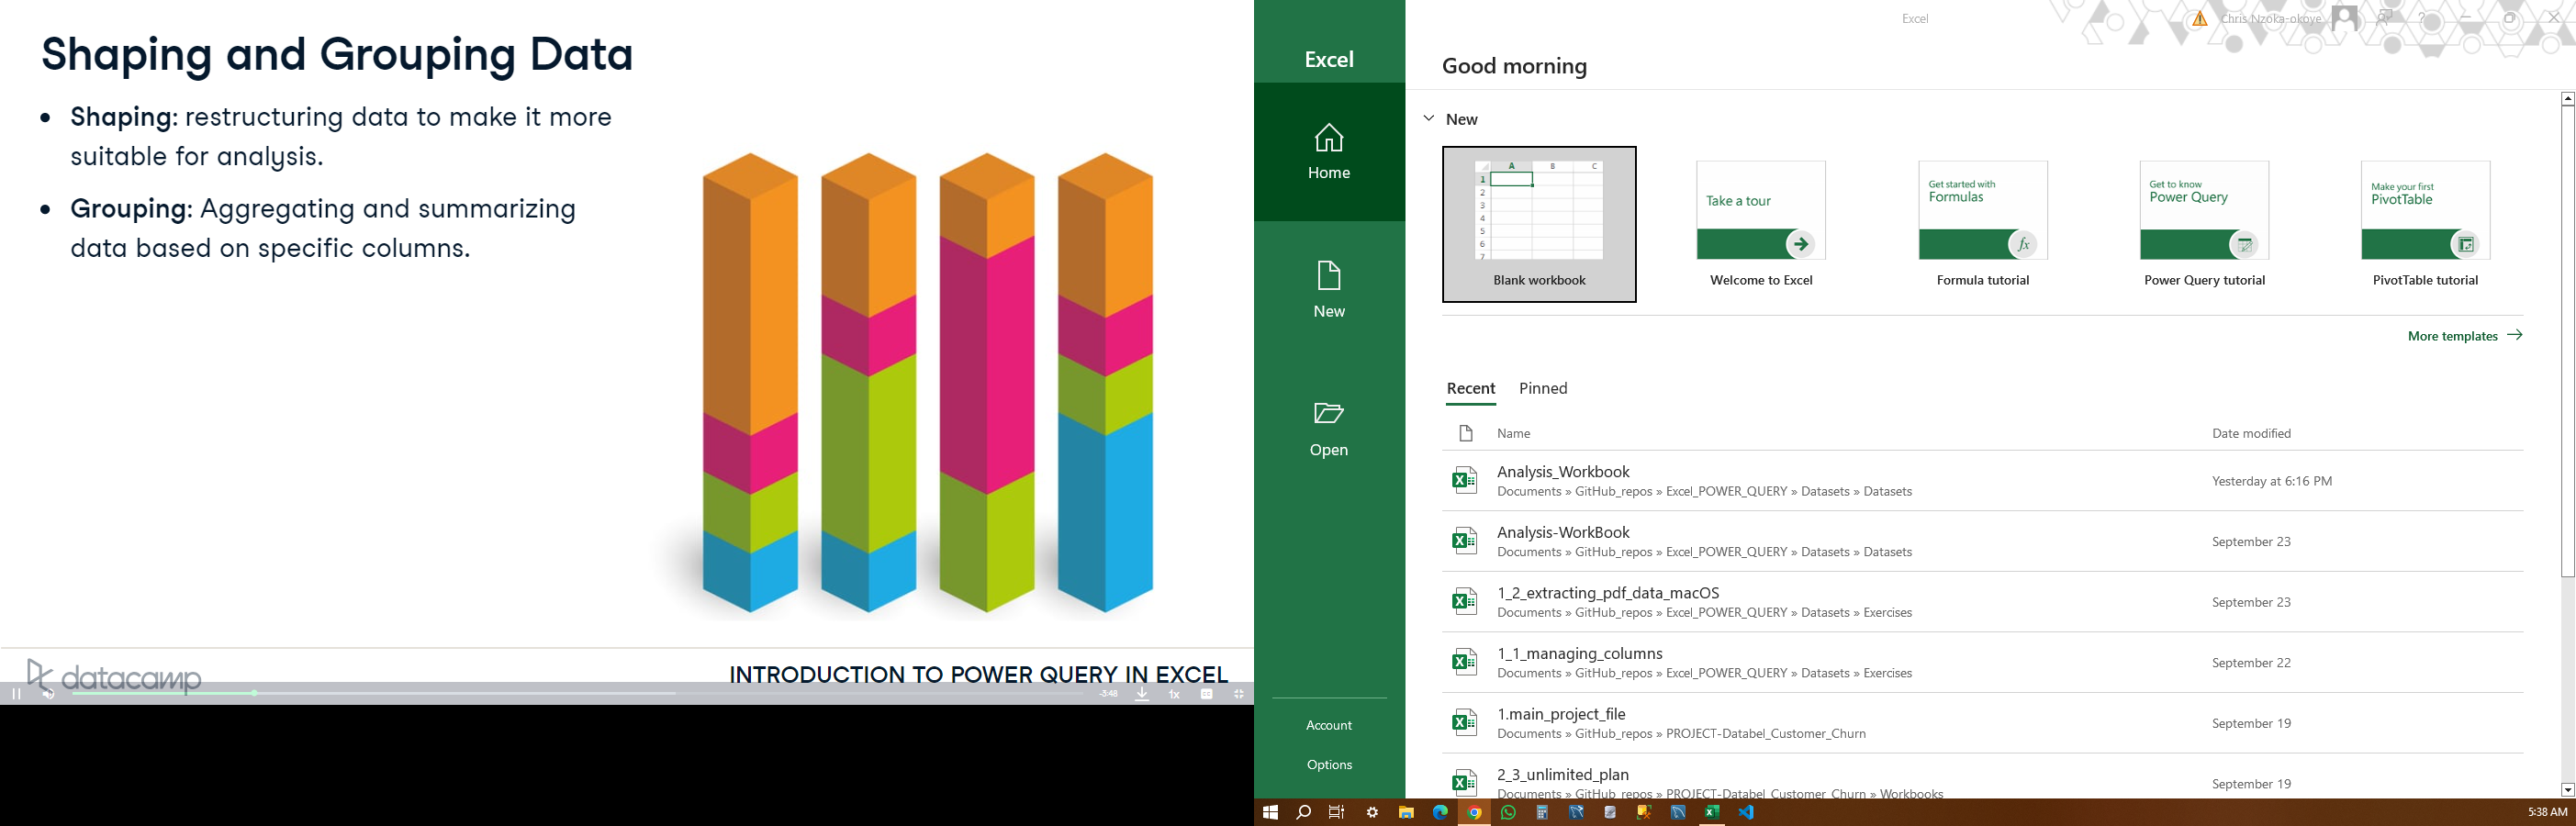 Shaping and Grouping Data
Shaping: restructuring data to make it more
suitable for analysis.
Grouping: Aggregating and summarizing
data based on specific columns.
datacamp
INTRODUCTION TO POWER QUERY IN EXCEL
-3:48
1x
CC
Excel
Home
New
Open
Account
Options
Excel
Chris Nzoka-okoye
?
Good morning
New
A B C
1
2
3
4
5
6
7
Blank workbook
Take a tour
Welcome to Excel
Get started with
Formulas
fx
Formula tutorial
Get to know
Power Query
Power Query tutorial
Make your first
PivotTable
PivotTable tutorial
More templates
Recent Pinned
Name Date modified
Analysis_Workbook
Documents » GitHub_repos » Excel_POWER_QUERY » Datasets » Datasets
Yesterday at 6:16 PM
Analysis-WorkBook
Documents » GitHub_repos » Excel_POWER_QUERY » Datasets » Datasets
September 23
1_2_extracting_pdf_data_macOS
Documents » GitHub_repos » Excel_POWER_QUERY » Datasets » Exercises
September 23
1_1_managing_columns
Documents » GitHub_repos » Excel_POWER_QUERY » Datasets » Exercises
September 22
1.main_project_file
Documents » GitHub_repos » PROJECT-Databel_Customer_Churn
September 19
2_3_unlimited_plan
Documents » GitHub_repos » PROJECT-Databel_Customer_Churn » Workbooks
September 19
5:38 AM